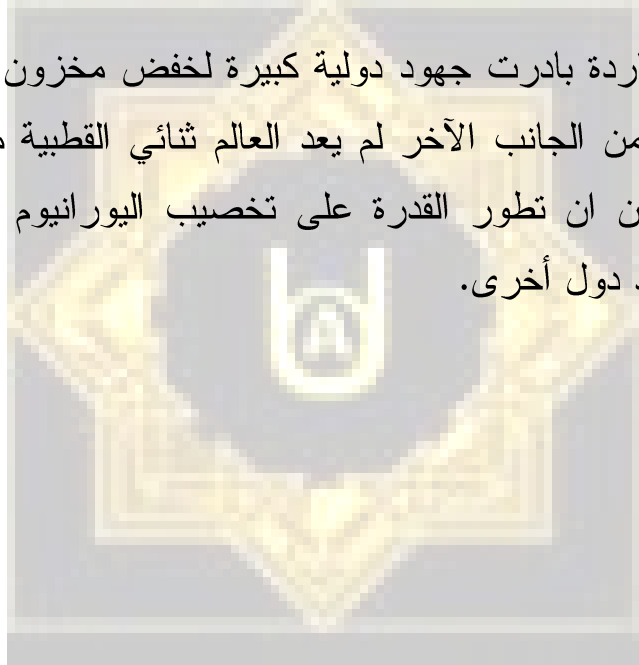 ردة بادرت جهود دولية كبيرة لخفض مخزون
من الجانب الآخر لم يعد العالم ثنائي القطبية
ن ان تطور القدرة على تخصيب اليورانيوم
دول أخرى.